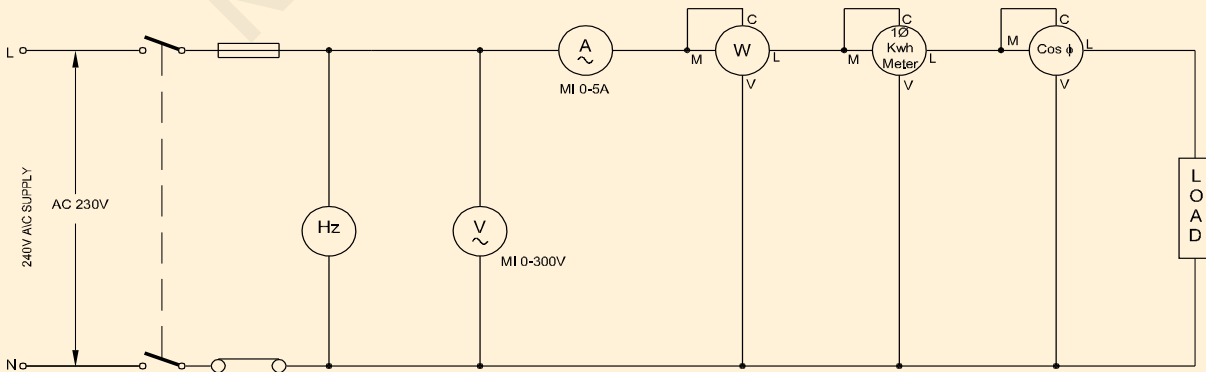 L
N
240V A\C SUPPLY
AC 230V
Hz
V
MI 0-300V
A
MI 0-5A
M
C
W
L
V
M
C
1Ø
Kwh
Meter
L
V
M
C
Cos ϕ
L
V
L
O
A
D